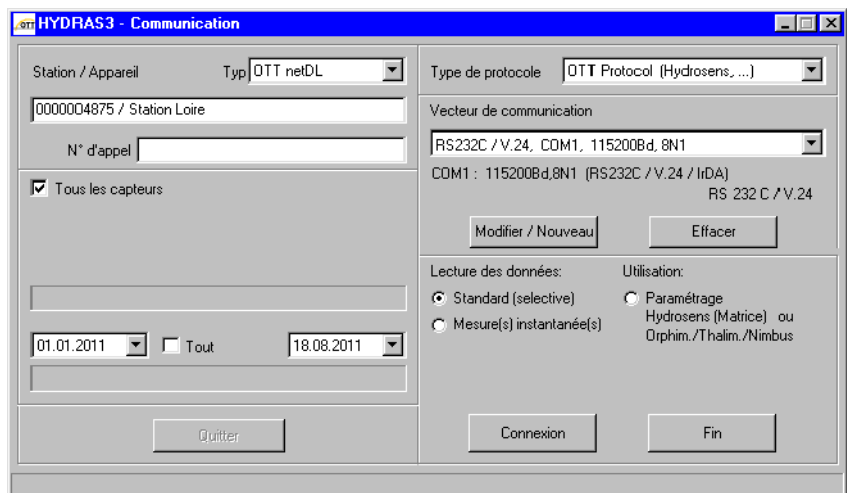 OTT HYDRAS3 - Communication
Station / Appareil
Typ OTT netDL
0000004875 / Station Loire
N° d'appel
Tous les capteurs
01.01.2011
Tout
18.08.2011
Quitter
Type de protocole
OTT Protocol (Hydrosens, ...)
Vecteur de communication
RS232C / V.24, COM1, 115200Bd, 8N1
COM1 : 115200Bd,8N1 (RS232C / V.24 / IrDA)
RS 232 C / V.24
Modifier / Nouveau
Effacer
Lecture des données:
Standard (selective)
Mesure(s) instantanée(s)
Utilisation:
Paramétrage
Hydrosens (Matrice) ou
Orphim./Thalim./Nimbus
Connexion
Fin